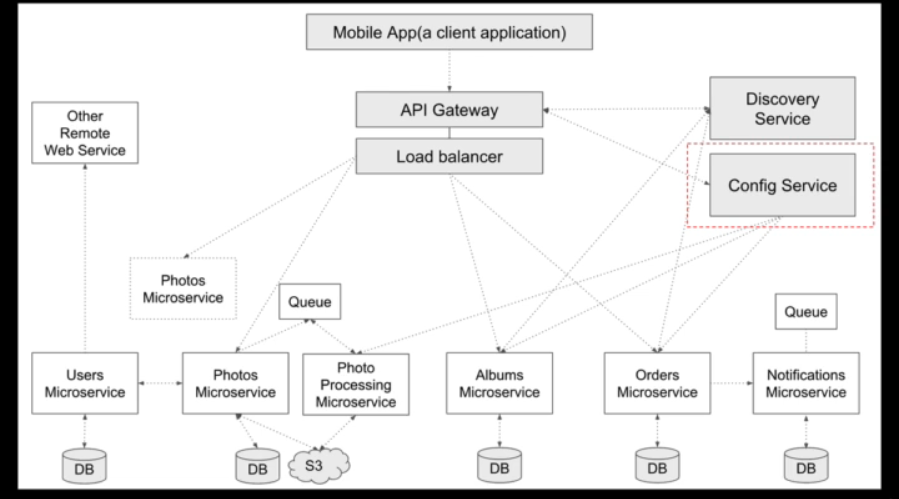 Mobile App(a client application)
API Gateway
Load balancer
Discovery
Service
Config Service
Other
Remote
Web Service
Photos
Microservice
Queue
Queue
Users
Microservice
Photos
Microservice
Photo
Processing
Microservice
Albums
Microservice
Orders
Microservice
Notifications
Microservice
DB
DB
S3
DB
DB
DB